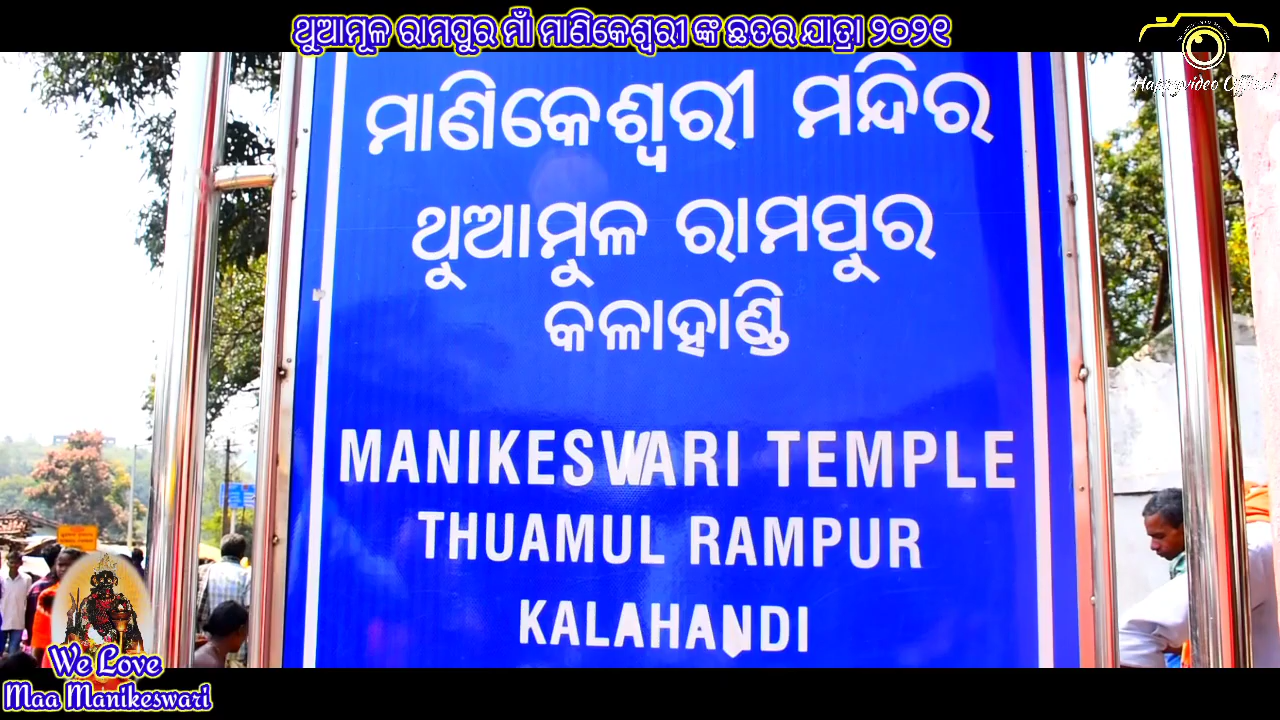 ଥୁଆମୂଳ ରାମପୁର ମାଁ ମାଣିକେଶ୍ୱରୀ ଙ୍କ ଛତର ଯାତ୍ରା ୨୦୨୧
ମାଣିକେଶ୍ୱରୀ ମନ୍ଦିର
ଥୁଆମୁଳ ରାମପୁର
କଳାହାଣ୍ଡି
MANIKESWARI TEMPLE
THUAMUL RAMPUR
KALAHANDI
We Love
Maa Manikeswari